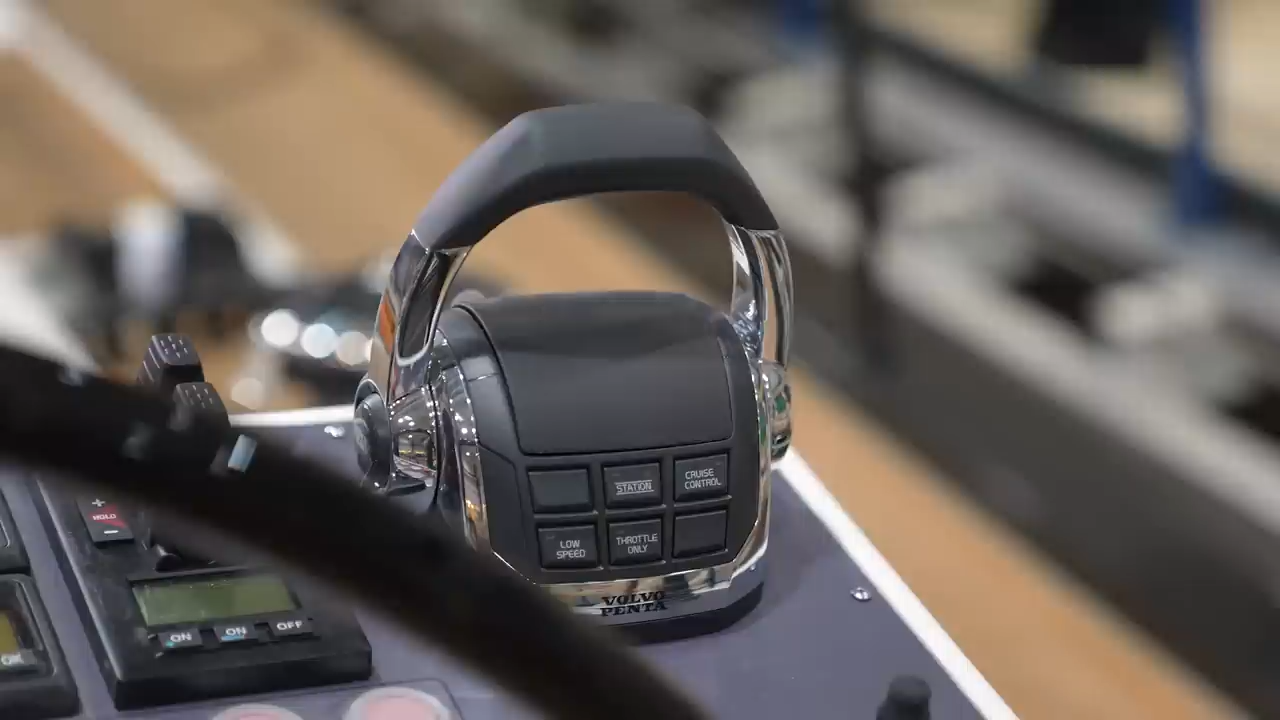 STATION
CRUISE
CONTROL
LOW
SPEED
THROTTLE
ONLY
VOLVO
PENTA
+
HOLD
-
ON
ON
OFF